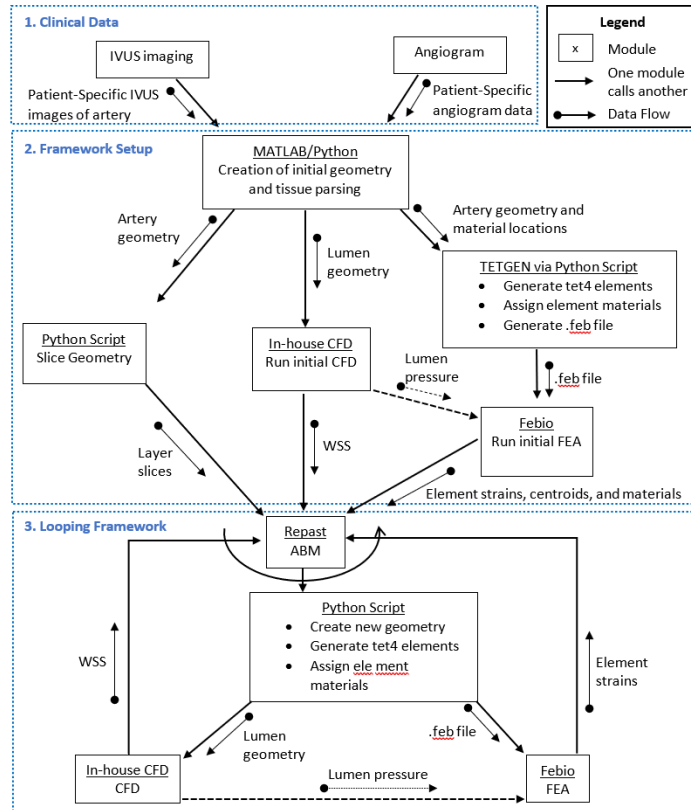 1. Clinical Data
IVUS imaging
Patient-Specific IVUS
images of artery
Angiogram
Patient-Specific
angiogram data
Legend
x
Module
One module
calls another
Data Flow
2. Framework Setup
MATLAB/Python
Creation of initial geometry
and tissue parsing
Artery
geometry
Lumen
geometry
Artery geometry and
material locations
TETGEN via Python Script
• Generate tet4 elements
• Assign element materials
• Generate .feb file
Python Script
Slice Geometry
In-house CFD
Run initial CFD
Lumen
pressure
.feb file
Febio
Run initial FEA
Layer
slices
WSS
Element strains, centroids, and materials
3. Looping Framework
Repast
ABM
Python Script
• Create new geometry
• Generate tet4 elements
• Assign ele ment
materials
WSS
Element
strains
Lumen
geometry
.feb file
In-house CFD
CFD
Lumen pressure
Febio
FEA